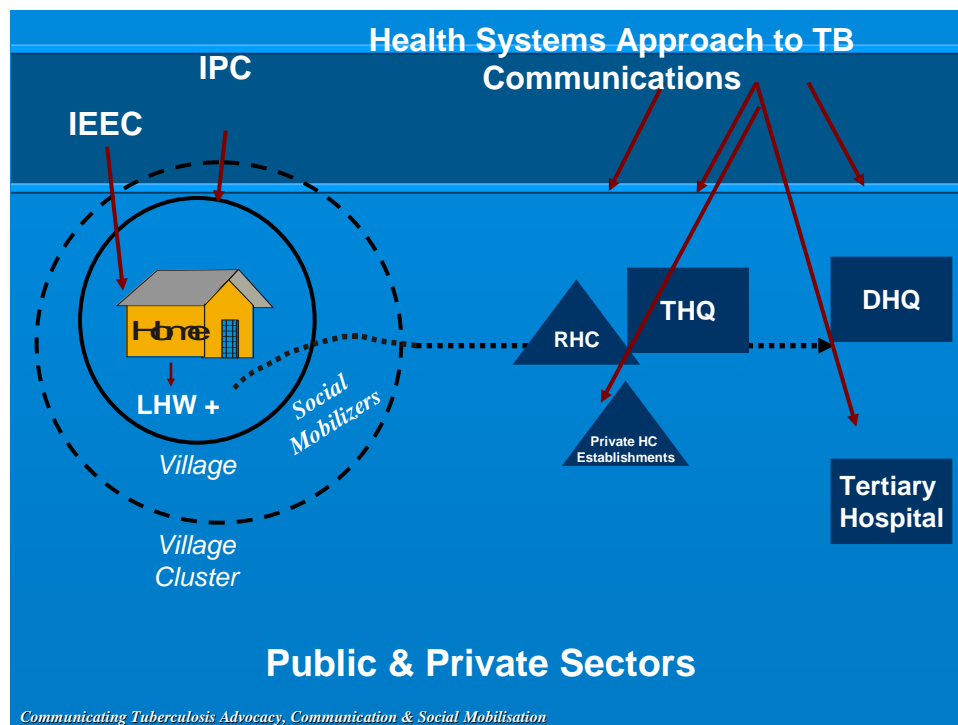 Health Systems Approach to TB
Communications
IPC
IEEC
Home
LHW +
Social
Mobilizers
Village
Village
Cluster
RHC
THQ
DHQ
Private HC
Establishments
Tertiary
Hospital
Public & Private Sectors
Communicating Tuberculosis Advocacy, Communication & Social Mobilisation